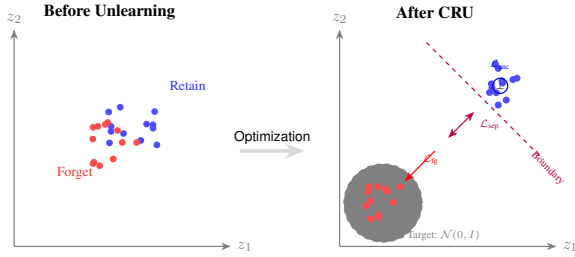 Before Unlearning
z₂
Retain
Forget
z₁
Optimization
After CRU
z₂
ℒsep
ℒfg
Boundary
Target: 𝒩(0, I)
z₁